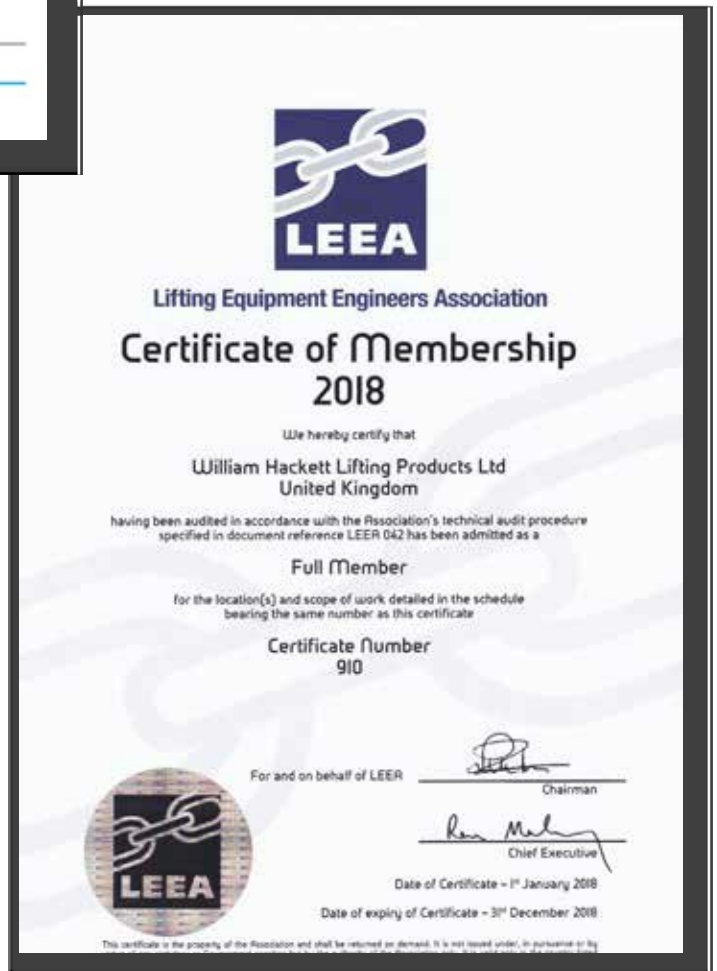 LEEA
Lifting Equipment Engineers Association
Certificate of Membership
2018
We hereby certify that
William Hackett Lifting Products Ltd
United Kingdom
having been audited in accordance with the Association's technical audit procedure
specified in document reference LEEA 042 has been admitted as a
Full Member
for the location(s) and scope of work detailed in the schedule
bearing the same number as this certificate
Certificate Number
910
For and on behalf of LEEA
Chairman
Chief Executive
LEEA
Date of Certificate – 1st January 2018
Date of expiry of Certificate – 31st December 2018
This certificate is the property of the Association and shall be returned on demand. It is not issued under, in pursuance or by